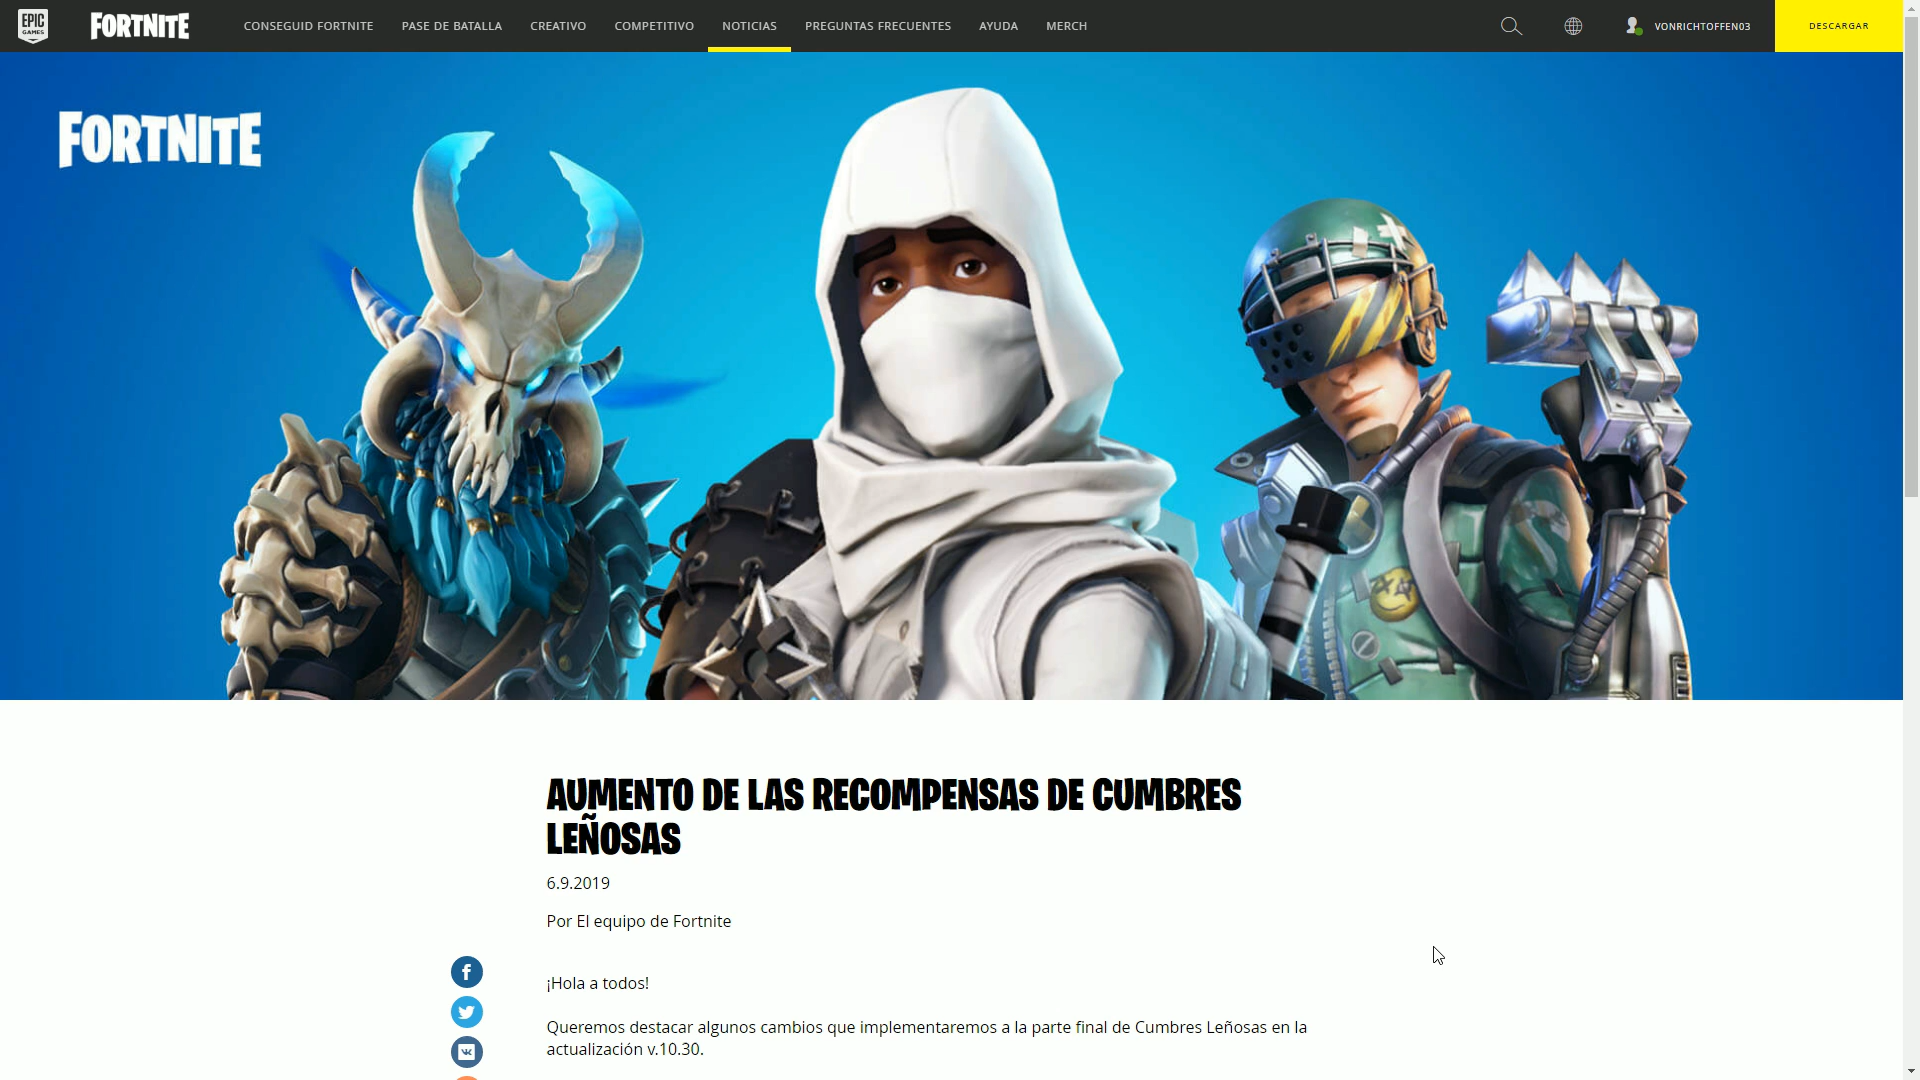 EPIC
GAMES
FORTNITE
CONSEGUID FORTNITE
PASE DE BATALLA
CREATIVO
COMPETITIVO
NOTICIAS
PREGUNTAS FRECUENTES
AYUDA
MERCH
VONRICHTOFFEN03
DESCARGAR
FORTNITE
AUMENTO DE LAS RECOMPENSAS DE CUMBRES
LEÑOSAS
6.9.2019
Por El equipo de Fortnite
¡Hola a todos!
Queremos destacar algunos cambios que implementaremos a la parte final de Cumbres Leñosas en la
actualización v.10.30.